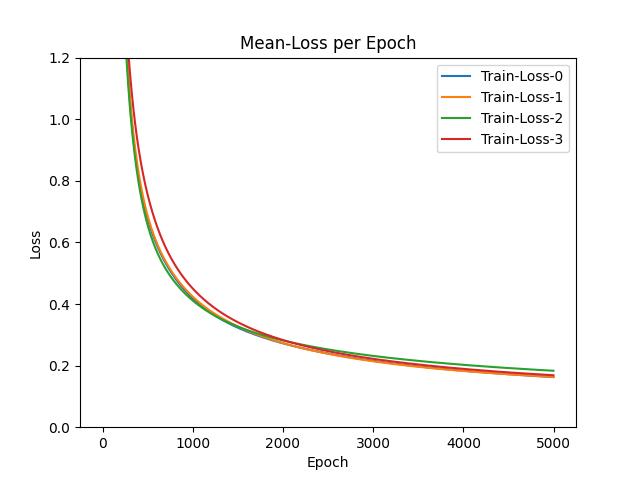 Mean-Loss per Epoch
Train-Loss-0
Train-Loss-1
Train-Loss-2
Train-Loss-3
Loss
1.2
1.0
0.8
0.6
0.4
0.2
0.0
0 1000 2000 3000 4000 5000
Epoch